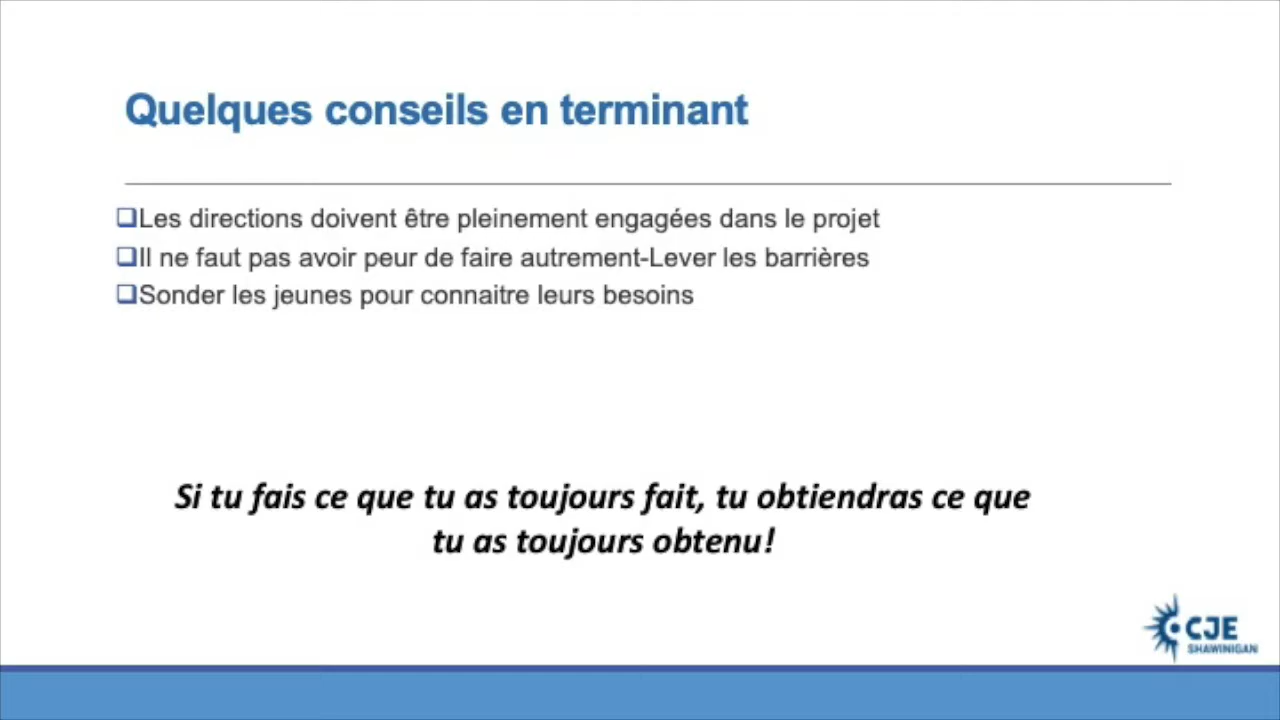 Quelques conseils en terminant
❑Les directions doivent être pleinement engagées dans le projet
❑Il ne faut pas avoir peur de faire autrement-Lever les barrières
❑Sonder les jeunes pour connaitre leurs besoins
Si tu fais ce que tu as toujours fait, tu obtiendras ce que
tu as toujours obtenu!
CJE
SHAWINIGAN